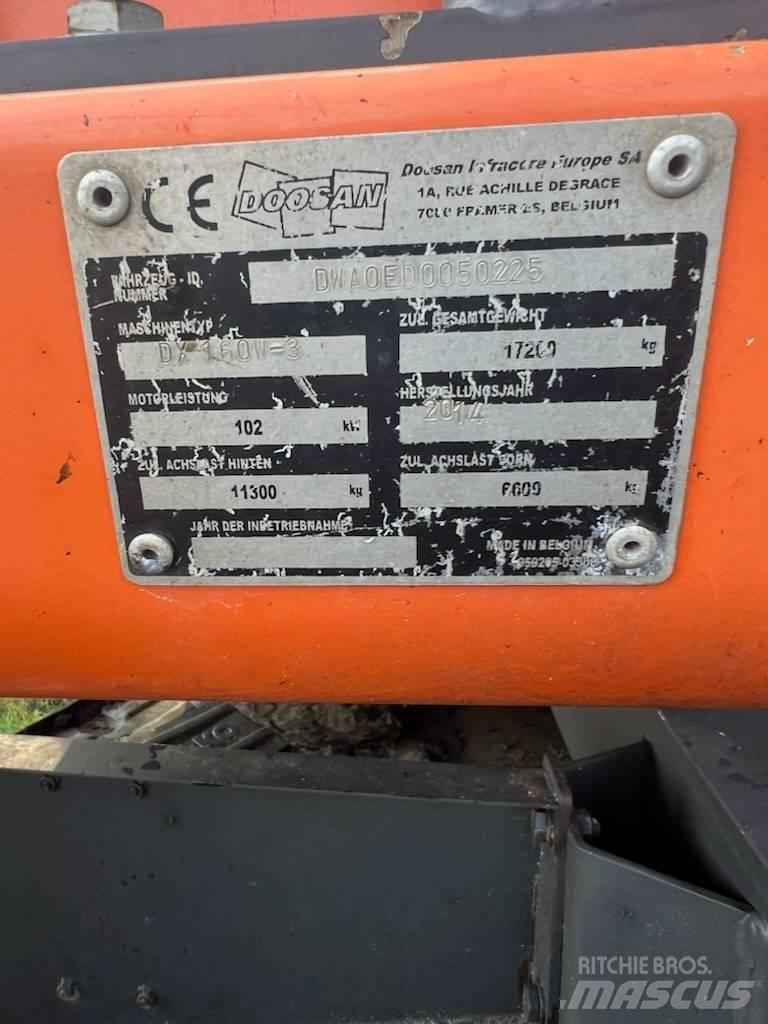 CE DOOSAN Doosan Infracore Europe SA
1A, RUE ACHILLE DEGRACE
7080 FRAMERIES, BELGIUM
FAHRZEUG - ID. NUMMER DWA0ED0050225
MASCHINENTYP ZUL. GESAMTGEWICHT
DX 160W-3 17200 kg
MOTORLEISTUNG HERSTELLUNGSJAHR
102 kW 2014
ZUL. ACHSLAST HINTEN ZUL. ACHSLAST VORN
11300 kg 6600 kg
JAHR DER INBETRIEBNAHME
MADE IN BELGIUM
RITCHIE BROS.
MASCUS